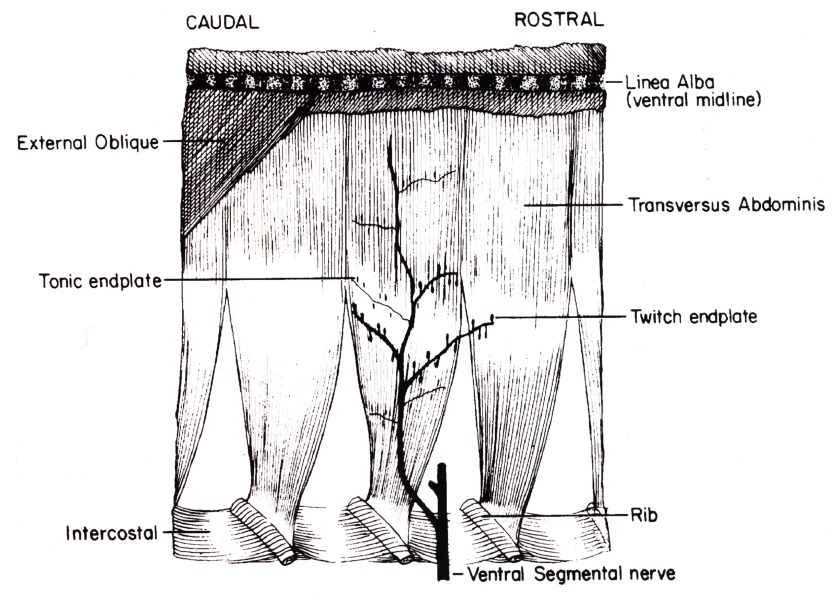 CAUDAL
ROSTRAL
Linea Alba
(ventral midline)
External Oblique
Transversus Abdominis
Tonic endplate
Twitch endplate
Rib
Intercostal
Ventral Segmental nerve